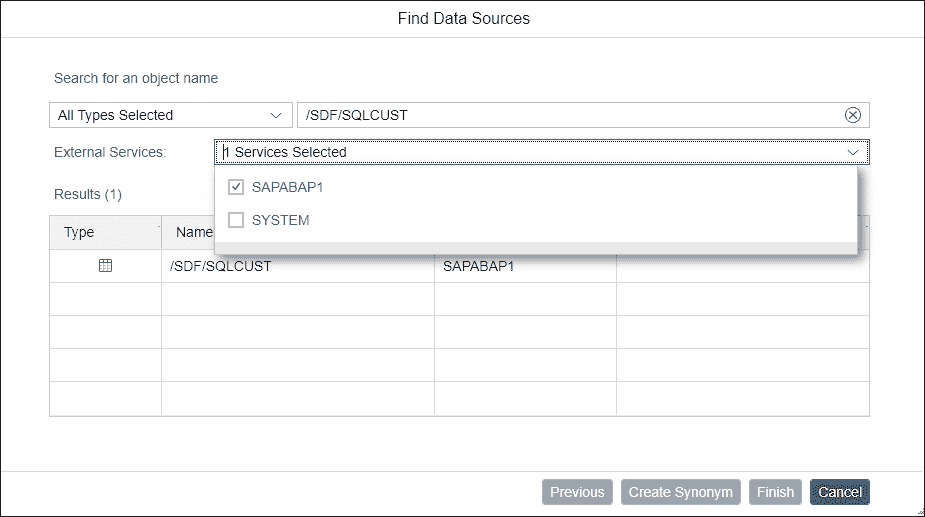 Find Data Sources
Search for an object name
All Types Selected /SDF/SQLCUST
External Services: 1 Services Selected
SAPABAP1
Results (1)
SYSTEM
Type Name
/SDF/SQLCUST SAPABAP1
Previous Create Synonym Finish Cancel